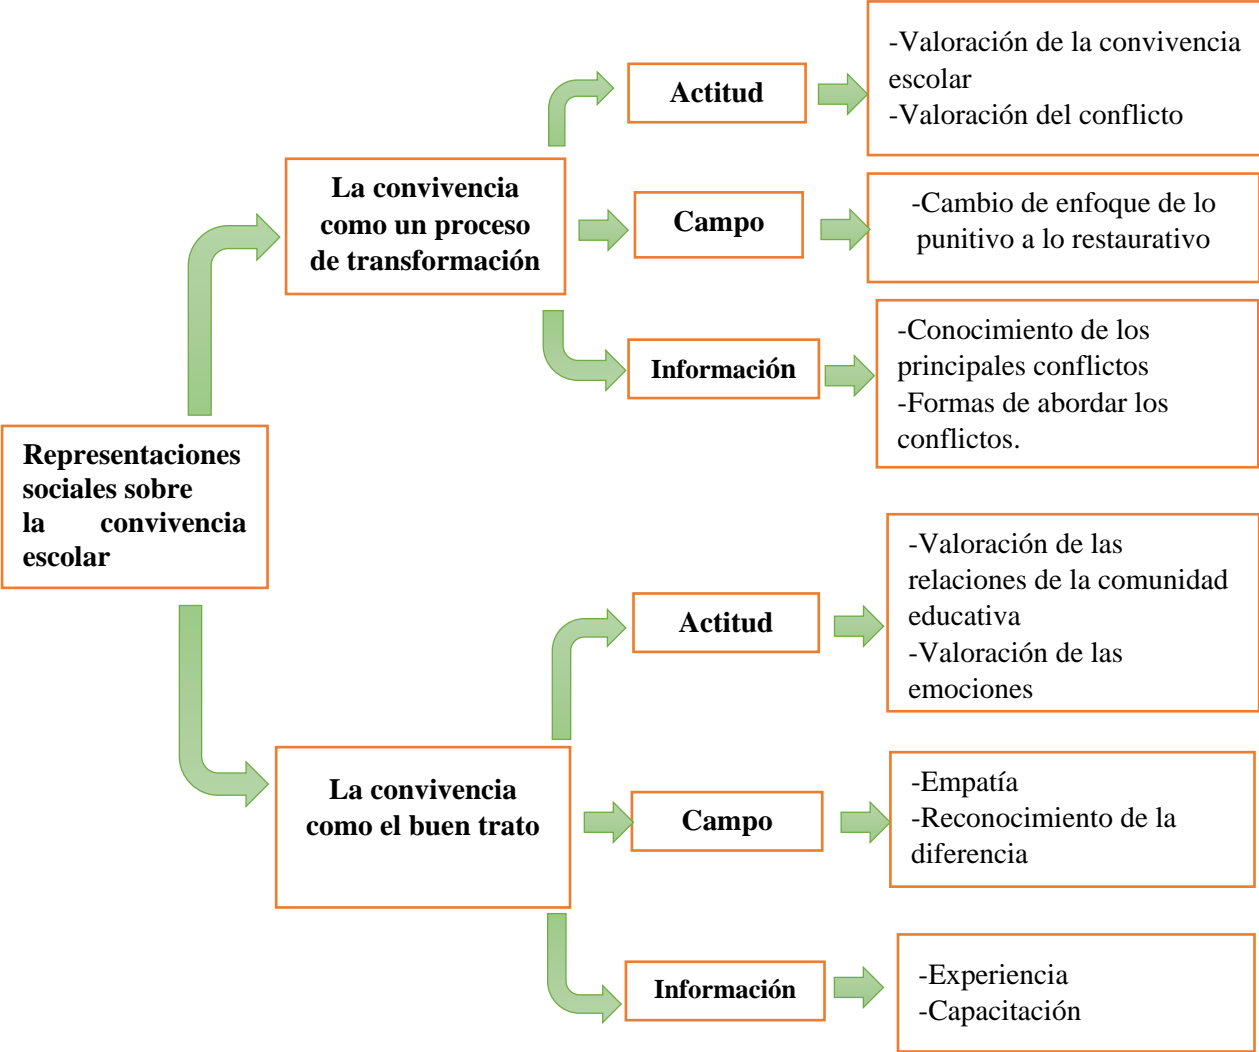 Representaciones
sociales sobre
la convivencia
escolar
La convivencia
como un proceso
de transformación
Actitud
-Valoración de la convivencia
escolar
-Valoración del conflicto
Campo
-Cambio de enfoque de lo
punitivo a lo restaurativo
Información
-Conocimiento de los
principales conflictos
-Formas de abordar los
conflictos.
La convivencia
como el buen trato
Actitud
-Valoración de las
relaciones de la comunidad
educativa
-Valoración de las
emociones
Campo
-Empatía
-Reconocimiento de la
diferencia
Información
-Experiencia
-Capacitación